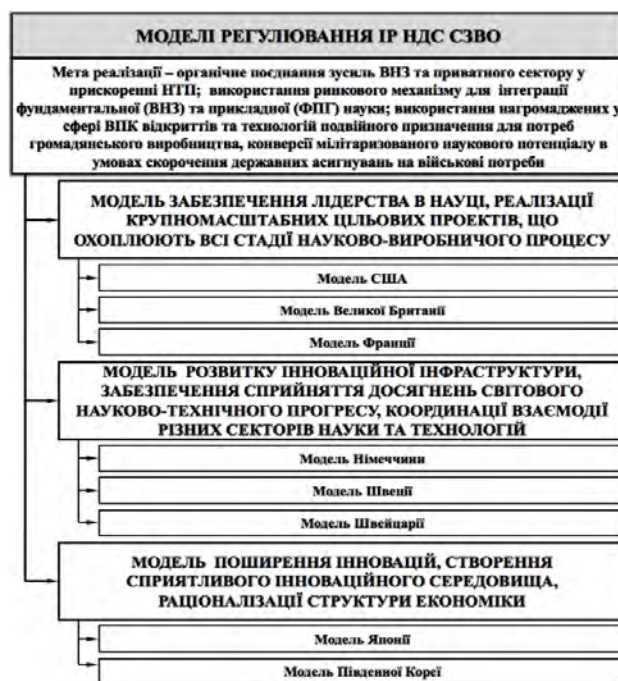 МОДЕЛІ РЕГУЛЮВАННЯ ІР НДС СЗВО
Мета реалізації – органічне поєднання зусиль ВНЗ та приватного сектору у
прискоренні НТП; використання ринкового механізму для інтеграції
фундаментальної (ВНЗ) та прикладної (ФПГ) науки; використання нагромаджених у
сфері ВПК відкриттів та технологій подвійного призначення для потреб
громадянського виробництва, конверсії мілітаризованого наукового потенціалу в
умовах скорочення державних асигнувань на військові потреби
МОДЕЛЬ ЗАБЕЗПЕЧЕННЯ ЛІДЕРСТВА В НАУЦІ, РЕАЛІЗАЦІЇ
КРУПНОМАСШТАБНИХ ЦІЛЬОВИХ ПРОЕКТІВ, ЩО
ОХОПЛЮЮТЬ ВСІ СТАДІЇ НАУКОВО-ВИРОБНИЧОГО ПРОЦЕСУ
Модель США
Модель Великої Британії
Модель Франції
МОДЕЛЬ РОЗВИТКУ ІННОВАЦІЙНОЇ ІНФРАСТРУКТУРИ,
ЗАБЕЗПЕЧЕННЯ СПРИЙНЯТТЯ ДОСЯГНЕНЬ СВІТОВОГО
НАУКОВО-ТЕХНІЧНОГО ПРОГРЕСУ, КООРДИНАЦІЇ ВЗАЄМОДІЇ
РІЗНИХ СЕКТОРІВ НАУКИ ТА ТЕХНОЛОГІЙ
Модель Німеччини
Модель Швеції
Модель Швейцарії
МОДЕЛЬ ПОШИРЕННЯ ІННОВАЦІЙ, СТВОРЕННЯ
СПРИЯТЛИВОГО ІННОВАЦІЙНОГО СЕРЕДОВИЩА,
РАЦІОНАЛІЗАЦІЇ СТРУКТУРИ ЕКОНОМІКИ
Модель Японії
Модель Південної Кореї